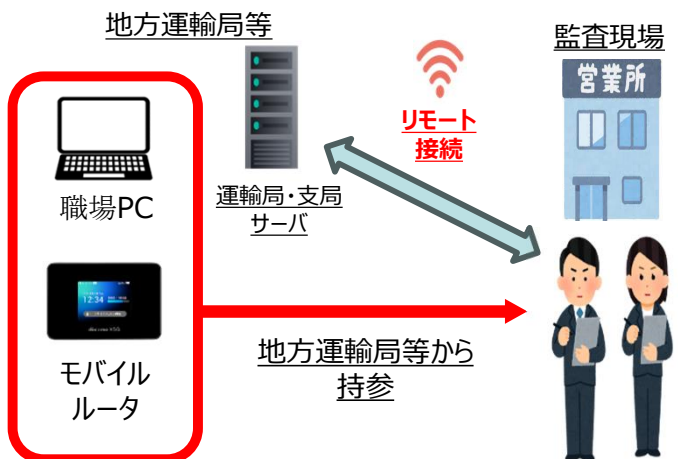 地方運輸局等
監査現場
営業所
リモート
接続
職場PC
運輸局・支局
サーバ
12:34
モバイル
ルータ
地方運輸局等から
持参